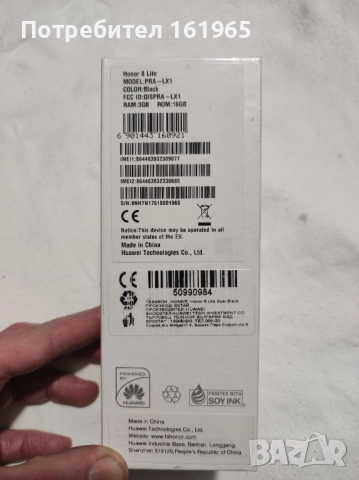 Потребител 161965
Honor 8 Lite
MODEL:PRA-LX1
COLOR:Black
FCC ID:QISPRA-LX1
RAM:3GB ROM:16GB
6 901443 160921
IMEI1:864463032309077
IMEI2:864463032330685
CE
Notice:This device may be operated in all
member states of the EU.
Made in China
Huawei Technologies Co., Ltd.
50990984
CE
POWERED BY
HUAWEI
PRINTED WITH
SOY INK
Made in China
Huawei Technologies Co., Ltd.
Website: www.hihonor.com
Huawei Industrial Base, Bantian, Longgang,
Shenzhen 518129, People's Republic of China
BAZAR